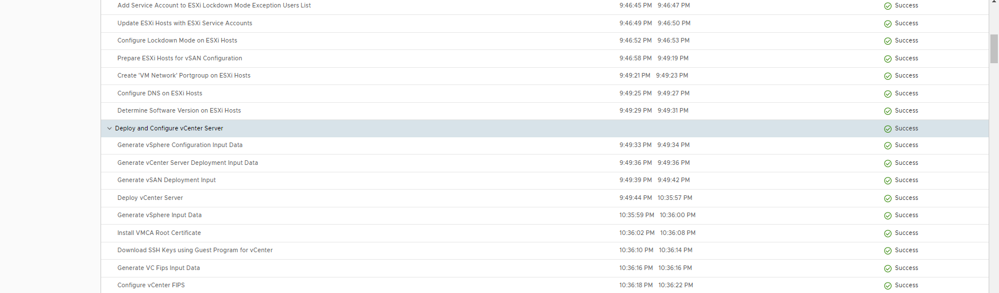 Add Service Account to ESXi Lockdown Mode Exception Users List 9:46:45 PM 9:46:47 PM Success
Update ESXi Hosts with ESXi Service Accounts 9:46:49 PM 9:46:50 PM Success
Configure Lockdown Mode on ESXi Hosts 9:46:52 PM 9:46:53 PM Success
Prepare ESXi Hosts for vSAN Configuration 9:46:58 PM 9:49:19 PM Success
Create 'VM Network' Portgroup on ESXi Hosts 9:49:21 PM 9:49:23 PM Success
Configure DNS on ESXi Hosts 9:49:25 PM 9:49:27 PM Success
Determine Software Version on ESXi Hosts 9:49:29 PM 9:49:31 PM Success
Deploy and Configure vCenter Server Success
Generate vSphere Configuration Input Data 9:49:33 PM 9:49:34 PM Success
Generate vCenter Server Deployment Input Data 9:49:36 PM 9:49:36 PM Success
Generate vSAN Deployment Input 9:49:39 PM 9:49:42 PM Success
Deploy vCenter Server 9:49:44 PM 10:35:57 PM Success
Generate vSphere Input Data 10:35:59 PM 10:36:00 PM Success
Install VMCA Root Certificate 10:36:02 PM 10:36:08 PM Success
Download SSH Keys using Guest Program for vCenter 10:36:10 PM 10:36:14 PM Success
Generate VC Fips Input Data 10:36:16 PM 10:36:16 PM Success
Configure vCenter FIPS 10:36:18 PM 10:36:22 PM Success